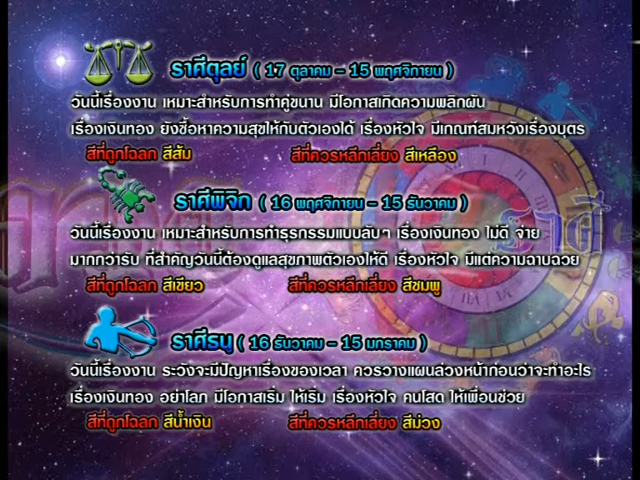 ราศีตุลย์ ( 17 ตุลาคม – 15 พฤศจิกายน )
วันนี้เรื่องงาน เหมาะสำหรับการทำคู่ขนาน มีโอกาสเกิดความพลิกผัน
เรื่องเงินทอง ยังซื้อหาความสุขให้กับตัวเองได้ เรื่องหัวใจ มีเกณฑ์สมหวังเรื่องบุตร
สีที่ถูกโฉลก สีส้ม สีที่ควรหลีกเลี่ยง สีเหลือง
ราศีพิจิก ( 16 พฤศจิกายน – 15 ธันวาคม )
วันนี้เรื่องงาน เหมาะสำหรับการทำธุรกรรมแบบลับๆ เรื่องเงินทอง ไม่ดี จ่าย
มากกว่ารับ ที่สำคัญวันนี้ต้องดูแลสุขภาพตัวเองให้ดี เรื่องหัวใจ มีแต่ความฉาบฉวย
สีที่ถูกโฉลก สีเขียว สีที่ควรหลีกเลี่ยง สีชมพู
ราศีธนู ( 16 ธันวาคม – 15 มกราคม )
วันนี้เรื่องงาน ระวังจะมีปัญหาเรื่องของเวลา ควรวางแผนล่วงหน้าก่อนว่าจะทำอะไร
เรื่องเงินทอง อย่าโลภ มีโอกาสเริ่ม ให้เริ่ม เรื่องหัวใจ คนโสด ให้เพื่อนช่วย
สีที่ถูกโฉลก สีน้ำเงิน สีที่ควรหลีกเลี่ยง สีม่วง